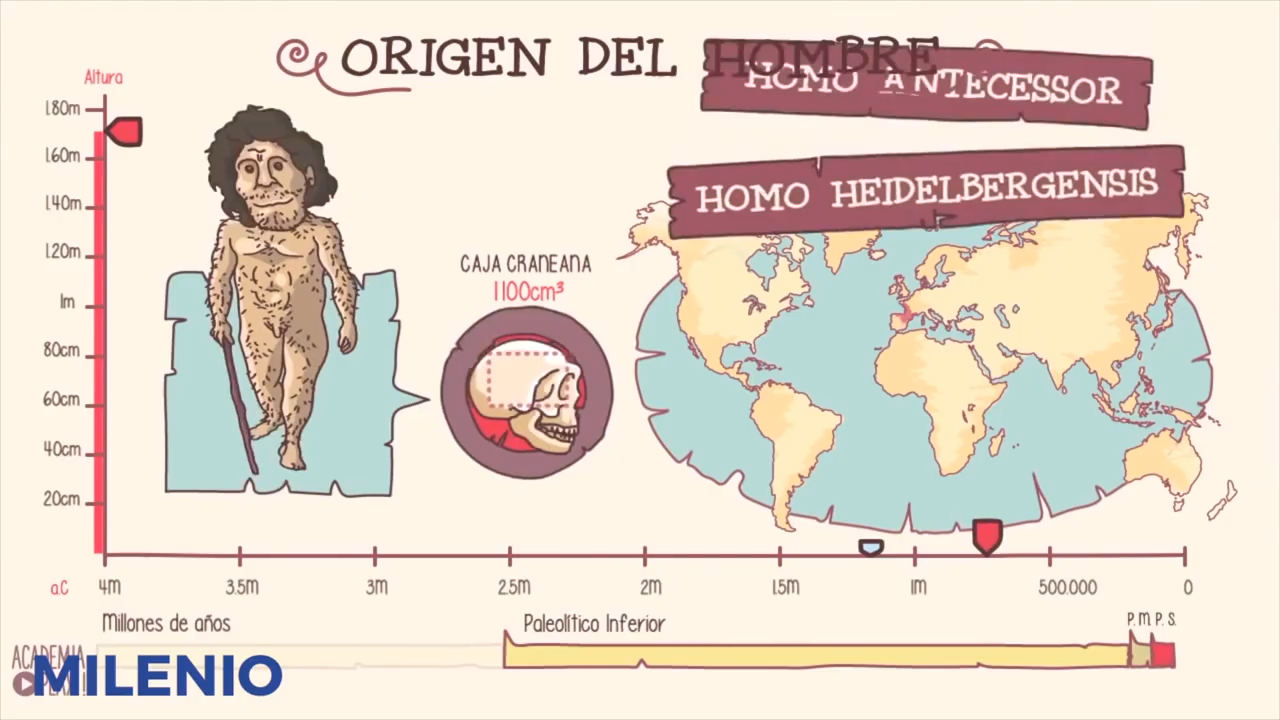 ORIGEN DEL HOMBRE
HOMO ANTECESSOR
HOMO HEIDELBERGENSIS
Altura
1.80m
1.60m
1.40m
1.20m
1m
80cm
60cm
40cm
20cm
CAJA CRANEANA
1100cm³
a.C
4m
3.5m
3m
2.5m
2m
1.5m
1m
500.000
0
Millones de años
Paleolítico Inferior
P. M. P. S.
ACADEMIA
MILENIO